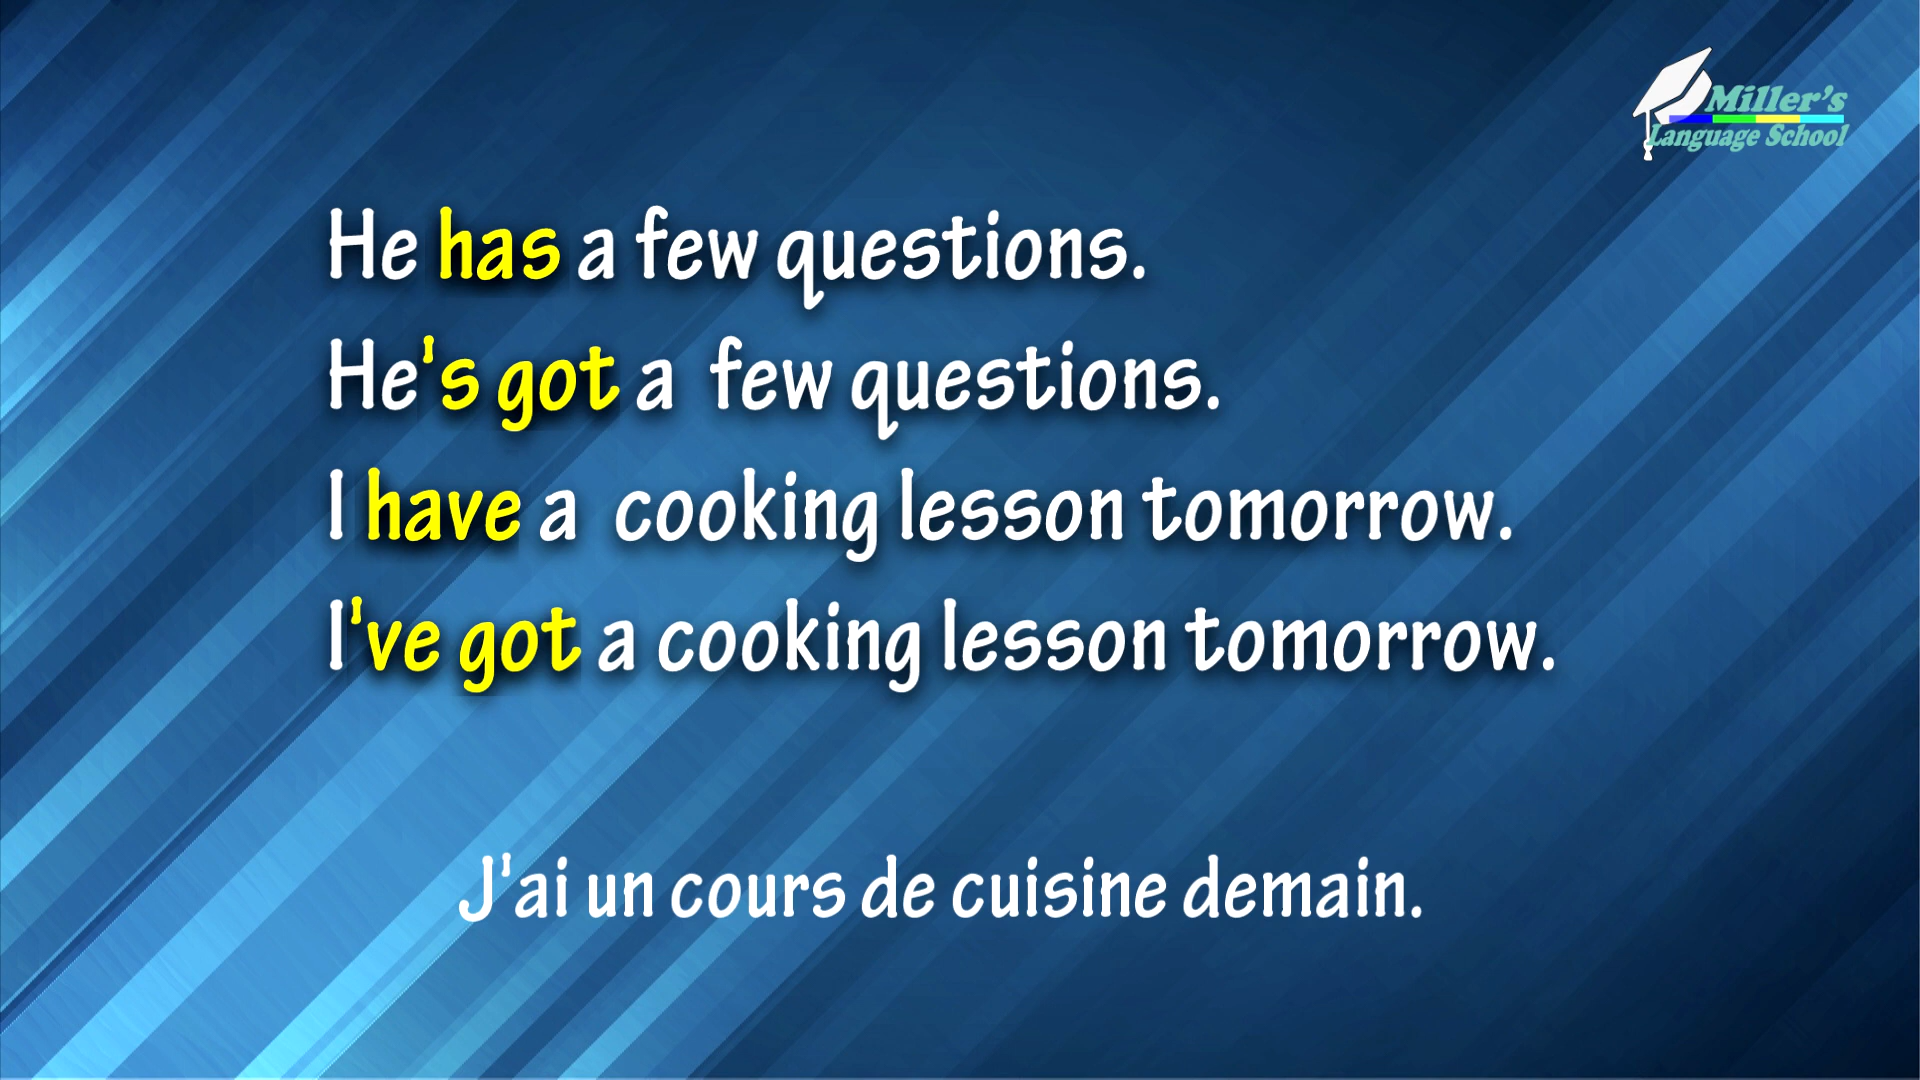 Miller's
Language School
He has a few questions.
He's got a few questions.
I have a cooking lesson tomorrow.
I've got a cooking lesson tomorrow.
J'ai un cours de cuisine demain.